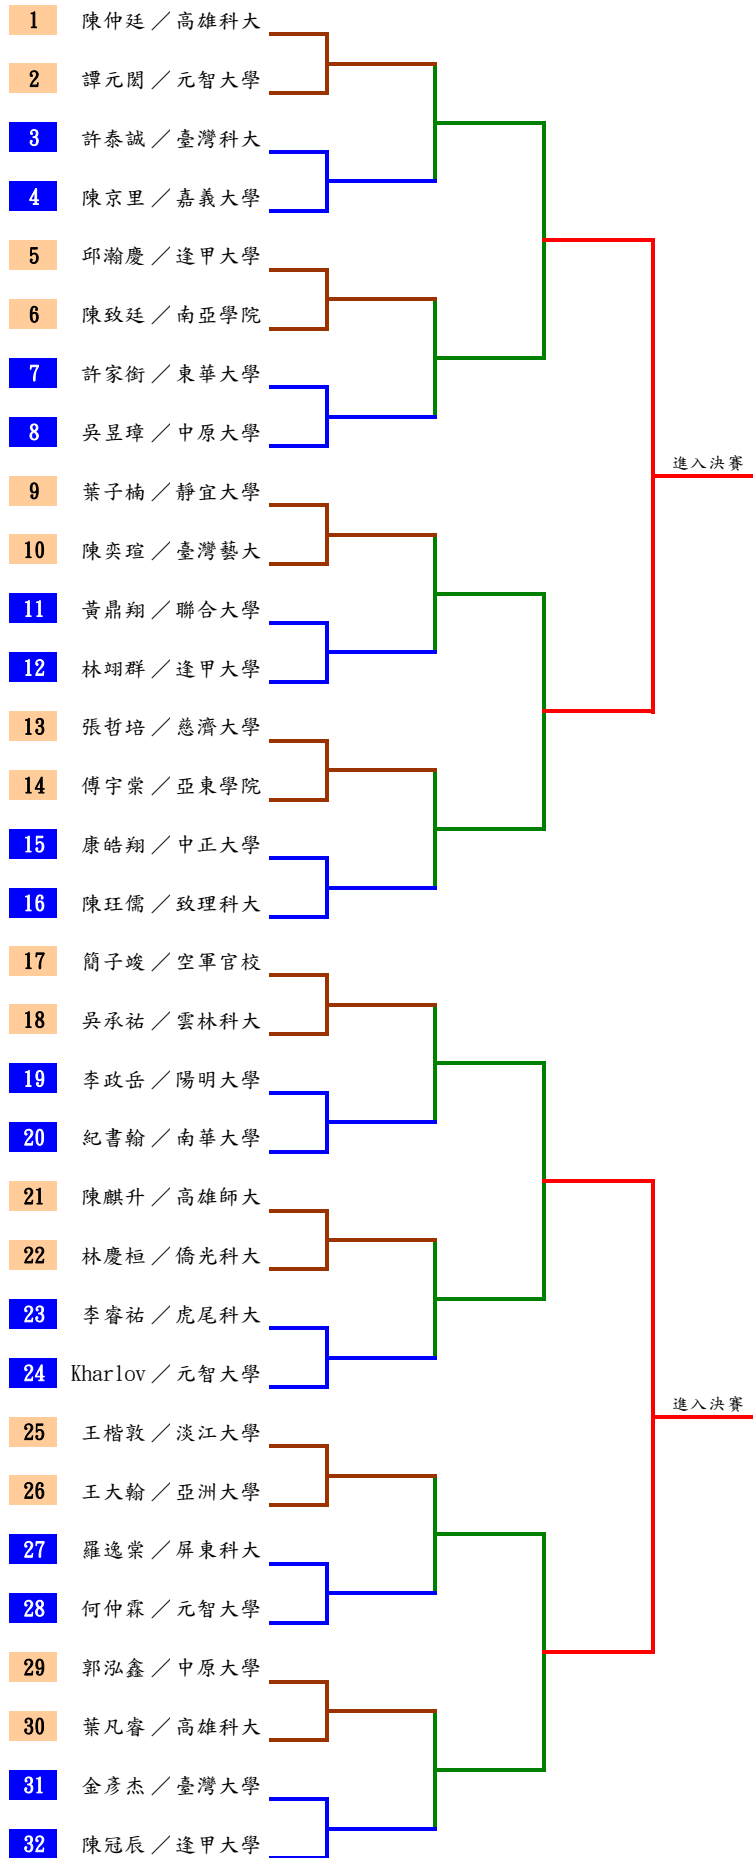 1 陳仲廷／高雄科大
2 譚元閎／元智大學
3 許泰誠／臺灣科大
4 陳京里／嘉義大學
5 邱瀚慶／逢甲大學
6 陳致廷／南亞學院
7 許家銜／東華大學
8 吳昱璋／中原大學
進入決賽
9 葉子楠／靜宜大學
10 陳奕瑄／臺灣藝大
11 黃鼎翔／聯合大學
12 林翊群／逢甲大學
13 張哲培／慈濟大學
14 傅宇棠／亞東學院
15 康皓翔／中正大學
16 陳玨儒／致理科大
17 簡子竣／空軍官校
18 吳承祐／雲林科大
19 李政岳／陽明大學
20 紀書翰／南華大學
21 陳麒升／高雄師大
22 林慶桓／僑光科大
23 李睿祐／虎尾科大
24 Kharlov／元智大學
進入決賽
25 王楷敦／淡江大學
26 王大翰／亞洲大學
27 羅逸棠／屏東科大
28 何仲霖／元智大學
29 郭泓鑫／中原大學
30 葉凡睿／高雄科大
31 金彥杰／臺灣大學
32 陳冠辰／逢甲大學